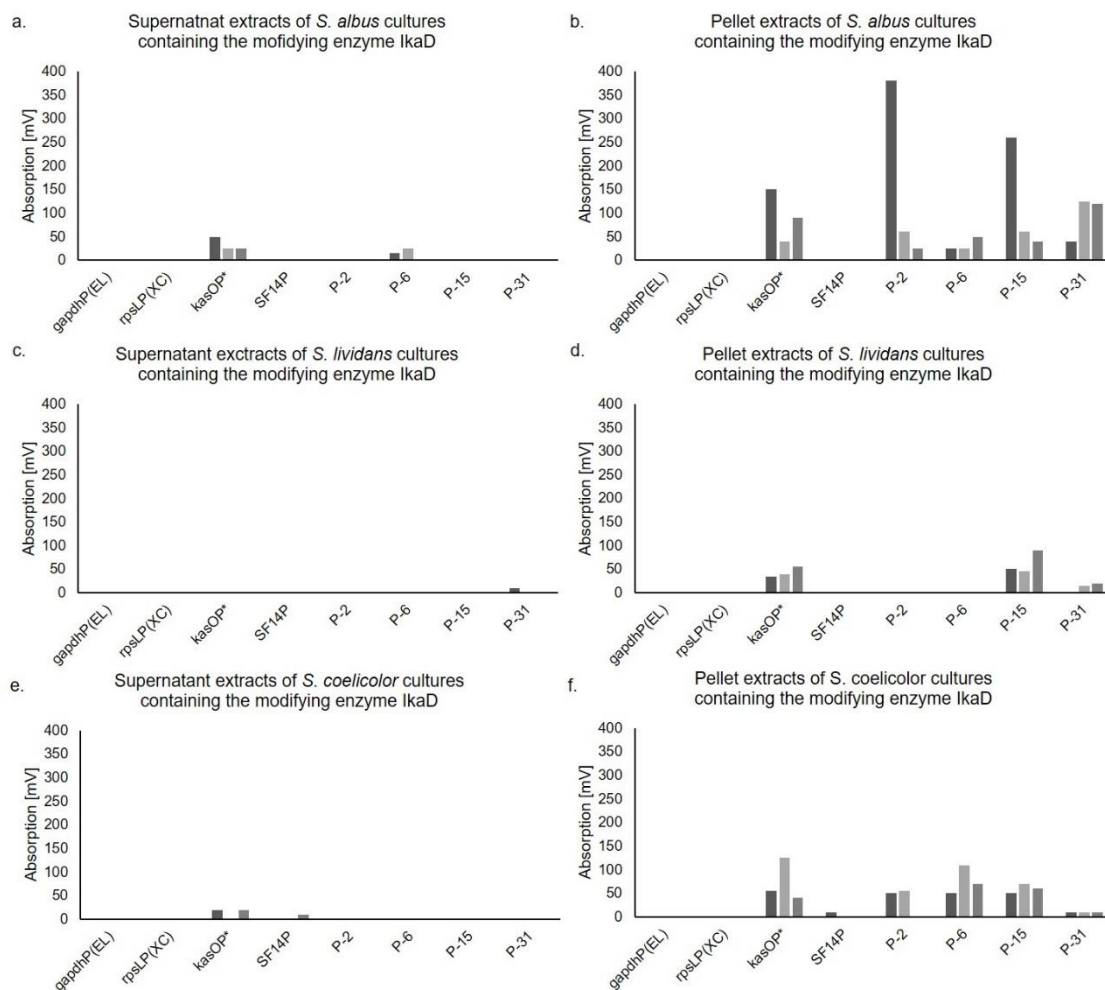 a.
Supernatnat extracts of S. albus cultures
containing the mofidying enzyme IkaD
Absorption [mV]
400
350
300
250
200
150
100
50
0
gapdhP(EL)
rpsLP(XC)
kasOP*
SF14P
P-2
P-6
P-15
P-31
b.
Pellet extracts of S. albus cultures
containing the modifying enzyme IkaD
Absorption [mV]
400
350
300
250
200
150
100
50
0
gapdhP(EL)
rpsLP(XC)
kasOP*
SF14P
P-2
P-6
P-15
P-31
c.
Supernatant exctracts of S. lividans cultures
containing the modifying enzyme IkaD
Absorption [mV]
400
350
300
250
200
150
100
50
0
gapdhP(EL)
rpsLP(XC)
kasOP*
SF14P
P-2
P-6
P-15
P-31
d.
Pellet extracts of S. lividans cultures
containing the modifying enzyme IkaD
Absorption [mV]
400
350
300
250
200
150
100
50
0
gapdhP(EL)
rpsLP(XC)
kasOP*
SF14P
P-2
P-6
P-15
P-31
e.
Supernatant extracts of S. coelicolor cultures
containing the modifying enzyme IkaD
Absorption [mV]
400
350
300
250
200
150
100
50
0
gapdhP(EL)
rpsLP(XC)
kasOP*
SF14P
P-2
P-6
P-15
P-31
f.
Pellet extracts of S. coelicolor cultures
containing the modifying enzyme IkaD
Absorption [mV]
400
350
300
250
200
150
100
50
0
gapdhP(EL)
rpsLP(XC)
kasOP*
SF14P
P-2
P-6
P-15
P-31